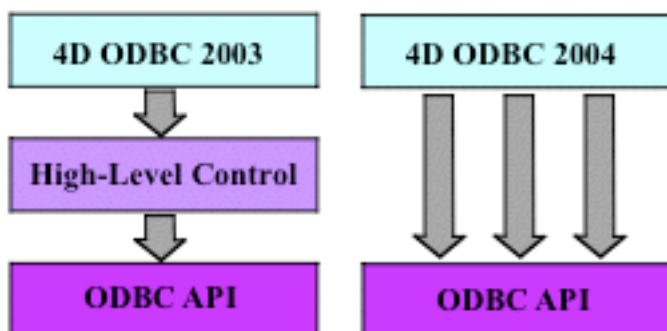 4D ODBC 2003
High-Level Control
ODBC API
4D ODBC 2004
ODBC API